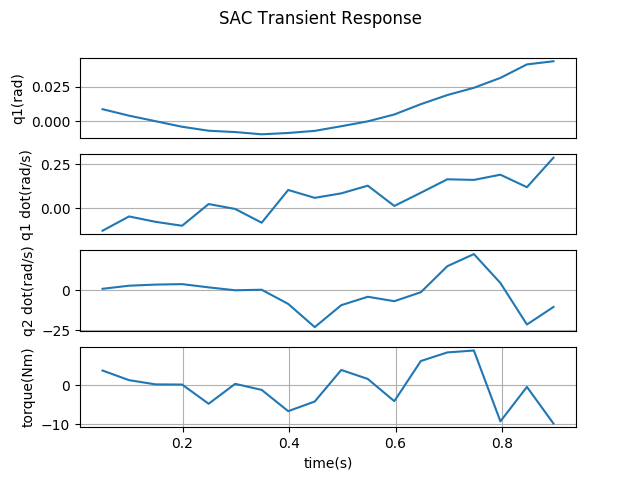 SAC Transient Response
q1(rad)
0.025
0.000
q1 dot(rad/s)
0.25
0.00
q2 dot(rad/s)
0
−25
torque(Nm)
0
−10
0.2 0.4 0.6 0.8
time(s)